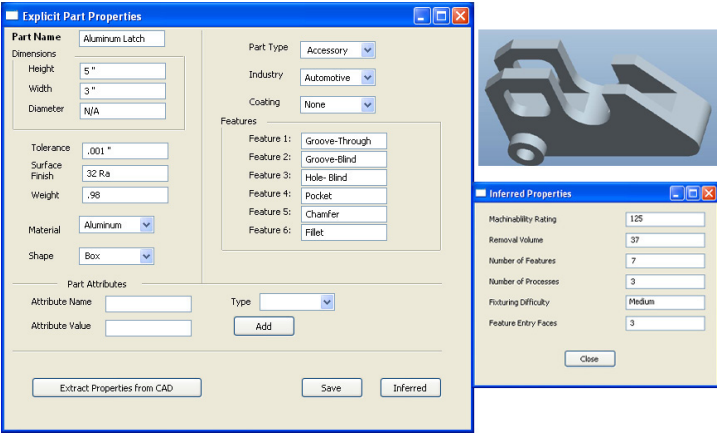 Explicit Part Properties
Part Name Aluminum Latch
Dimensions
Height 5 "
Width 3 "
Diameter N/A
Tolerance .001 "
Surface
Finish 32 Ra
Weight .98
Material Aluminum
Shape Box
Part Type Accessory
Industry Automotive
Coating None
Features
Feature 1: Groove-Through
Feature 2: Groove-Blind
Feature 3: Hole- Blind
Feature 4: Pocket
Feature 5: Chamfer
Feature 6: Fillet
Part Attributes
Attribute Name Type
Attribute Value Add
Extract Properties from CAD Save Inferred
Inferred Properties
Machinability Rating 125
Removal Volume 37
Number of Features 7
Number of Processes 3
Fixturing Difficulty Medium
Feature Entry Faces 3
Close